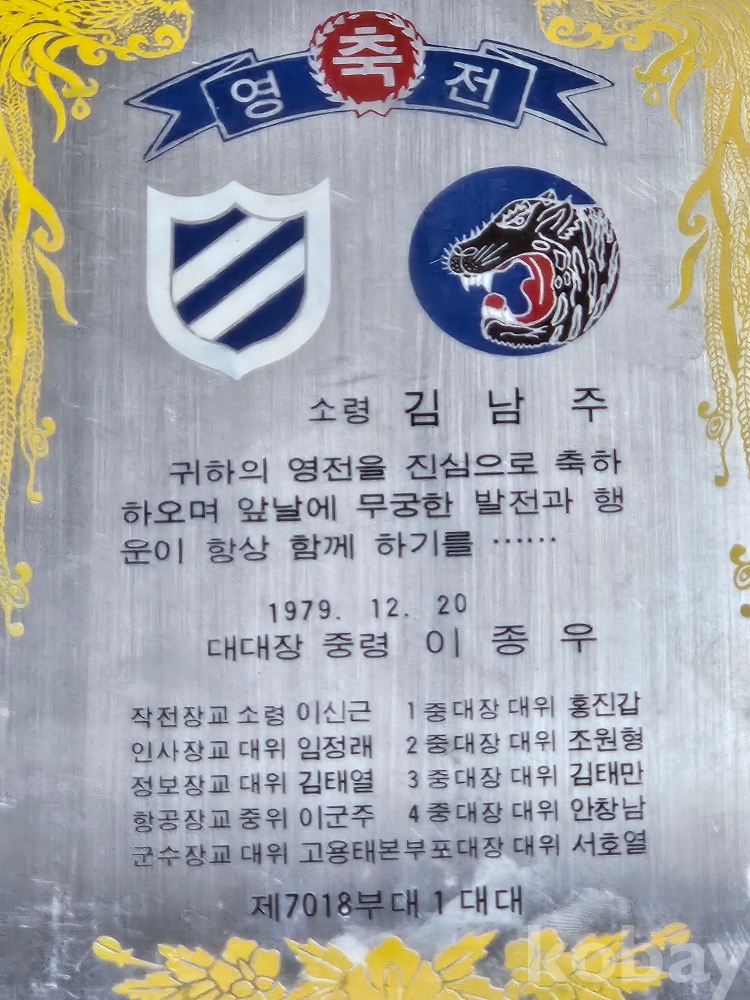 축
영 전
소령 김 남 주
귀하의 영전을 진심으로 축하
하오며 앞날에 무궁한 발전과 행
운이 항상 함께 하기를 ……
1979. 12. 20
대대장 중령 이 종 우
작전장교 소령 이신근 1중대장 대위 홍진갑
인사장교 대위 임정래 2중대장 대위 조원형
정보장교 대위 김태열 3중대장 대위 김태만
항공장교 중위 이군주 4중대장 대위 안창남
군수장교 대위 고용태본부포대장 대위 서호열
제7018부대 1 대대
kobay